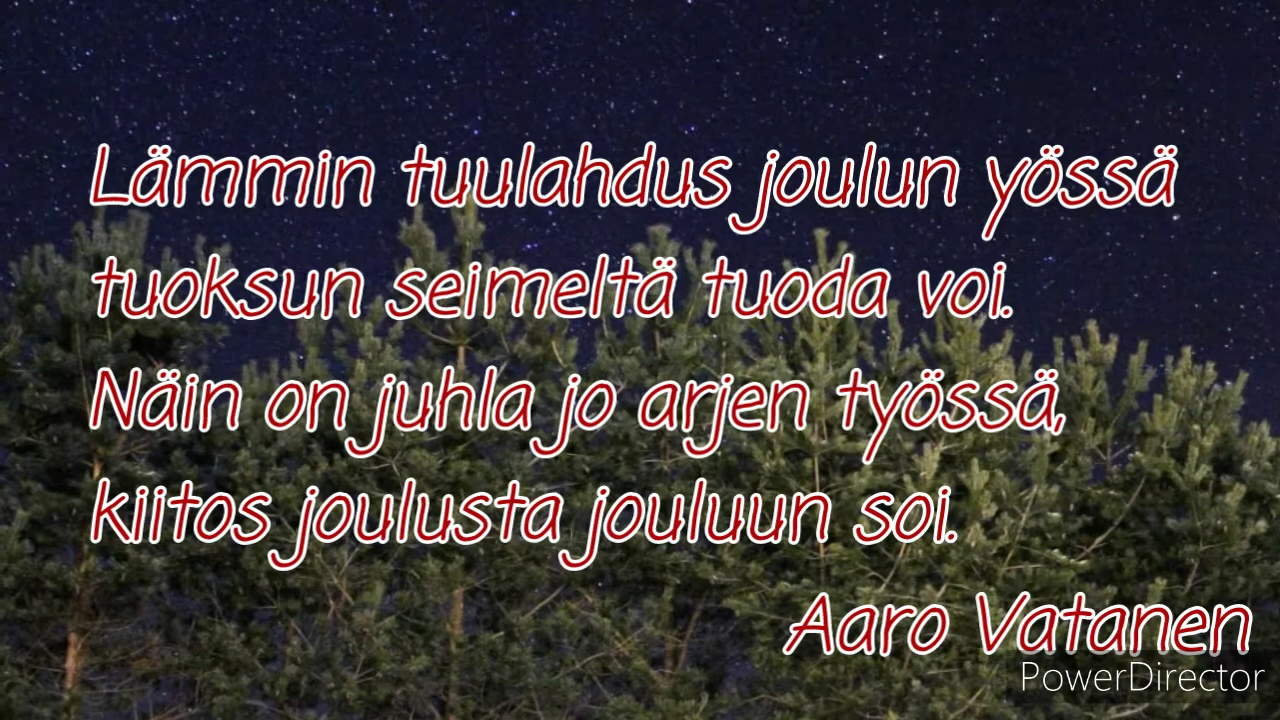 Lämmin tuulahdus joulun yössä
tuoksun seimeltä tuoda voi.
Näin on juhla jo arjen työssä,
kiitos joulusta jouluun soi.
Aaro Vatanen
PowerDirector